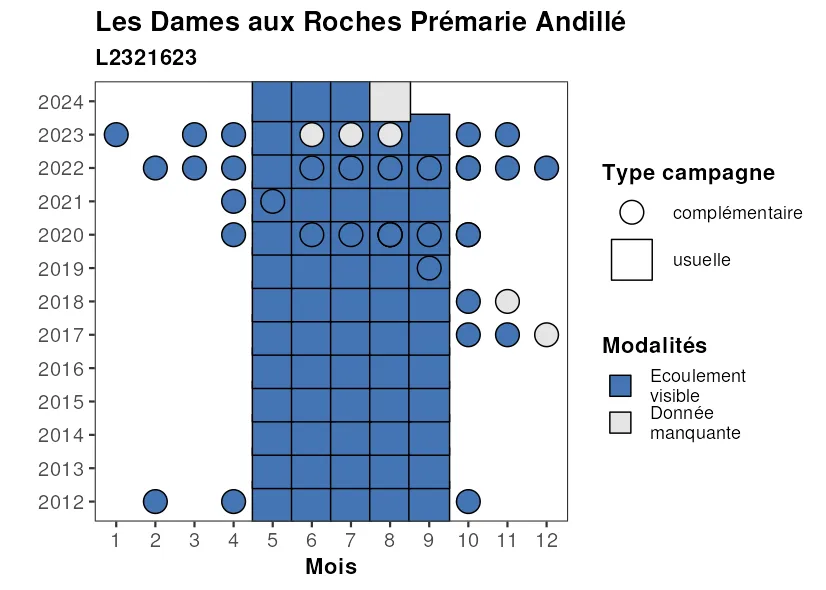 Les Dames aux Roches Prémarie Andillé
L2321623
2024
2023
2022
2021
2020
2019
2018
2017
2016
2015
2014
2013
2012
1 2 3 4 5 6 7 8 9 10 11 12
Mois
Type campagne
complémentaire
usuelle
Modalités
Ecoulement
visible
Donnée
manquante